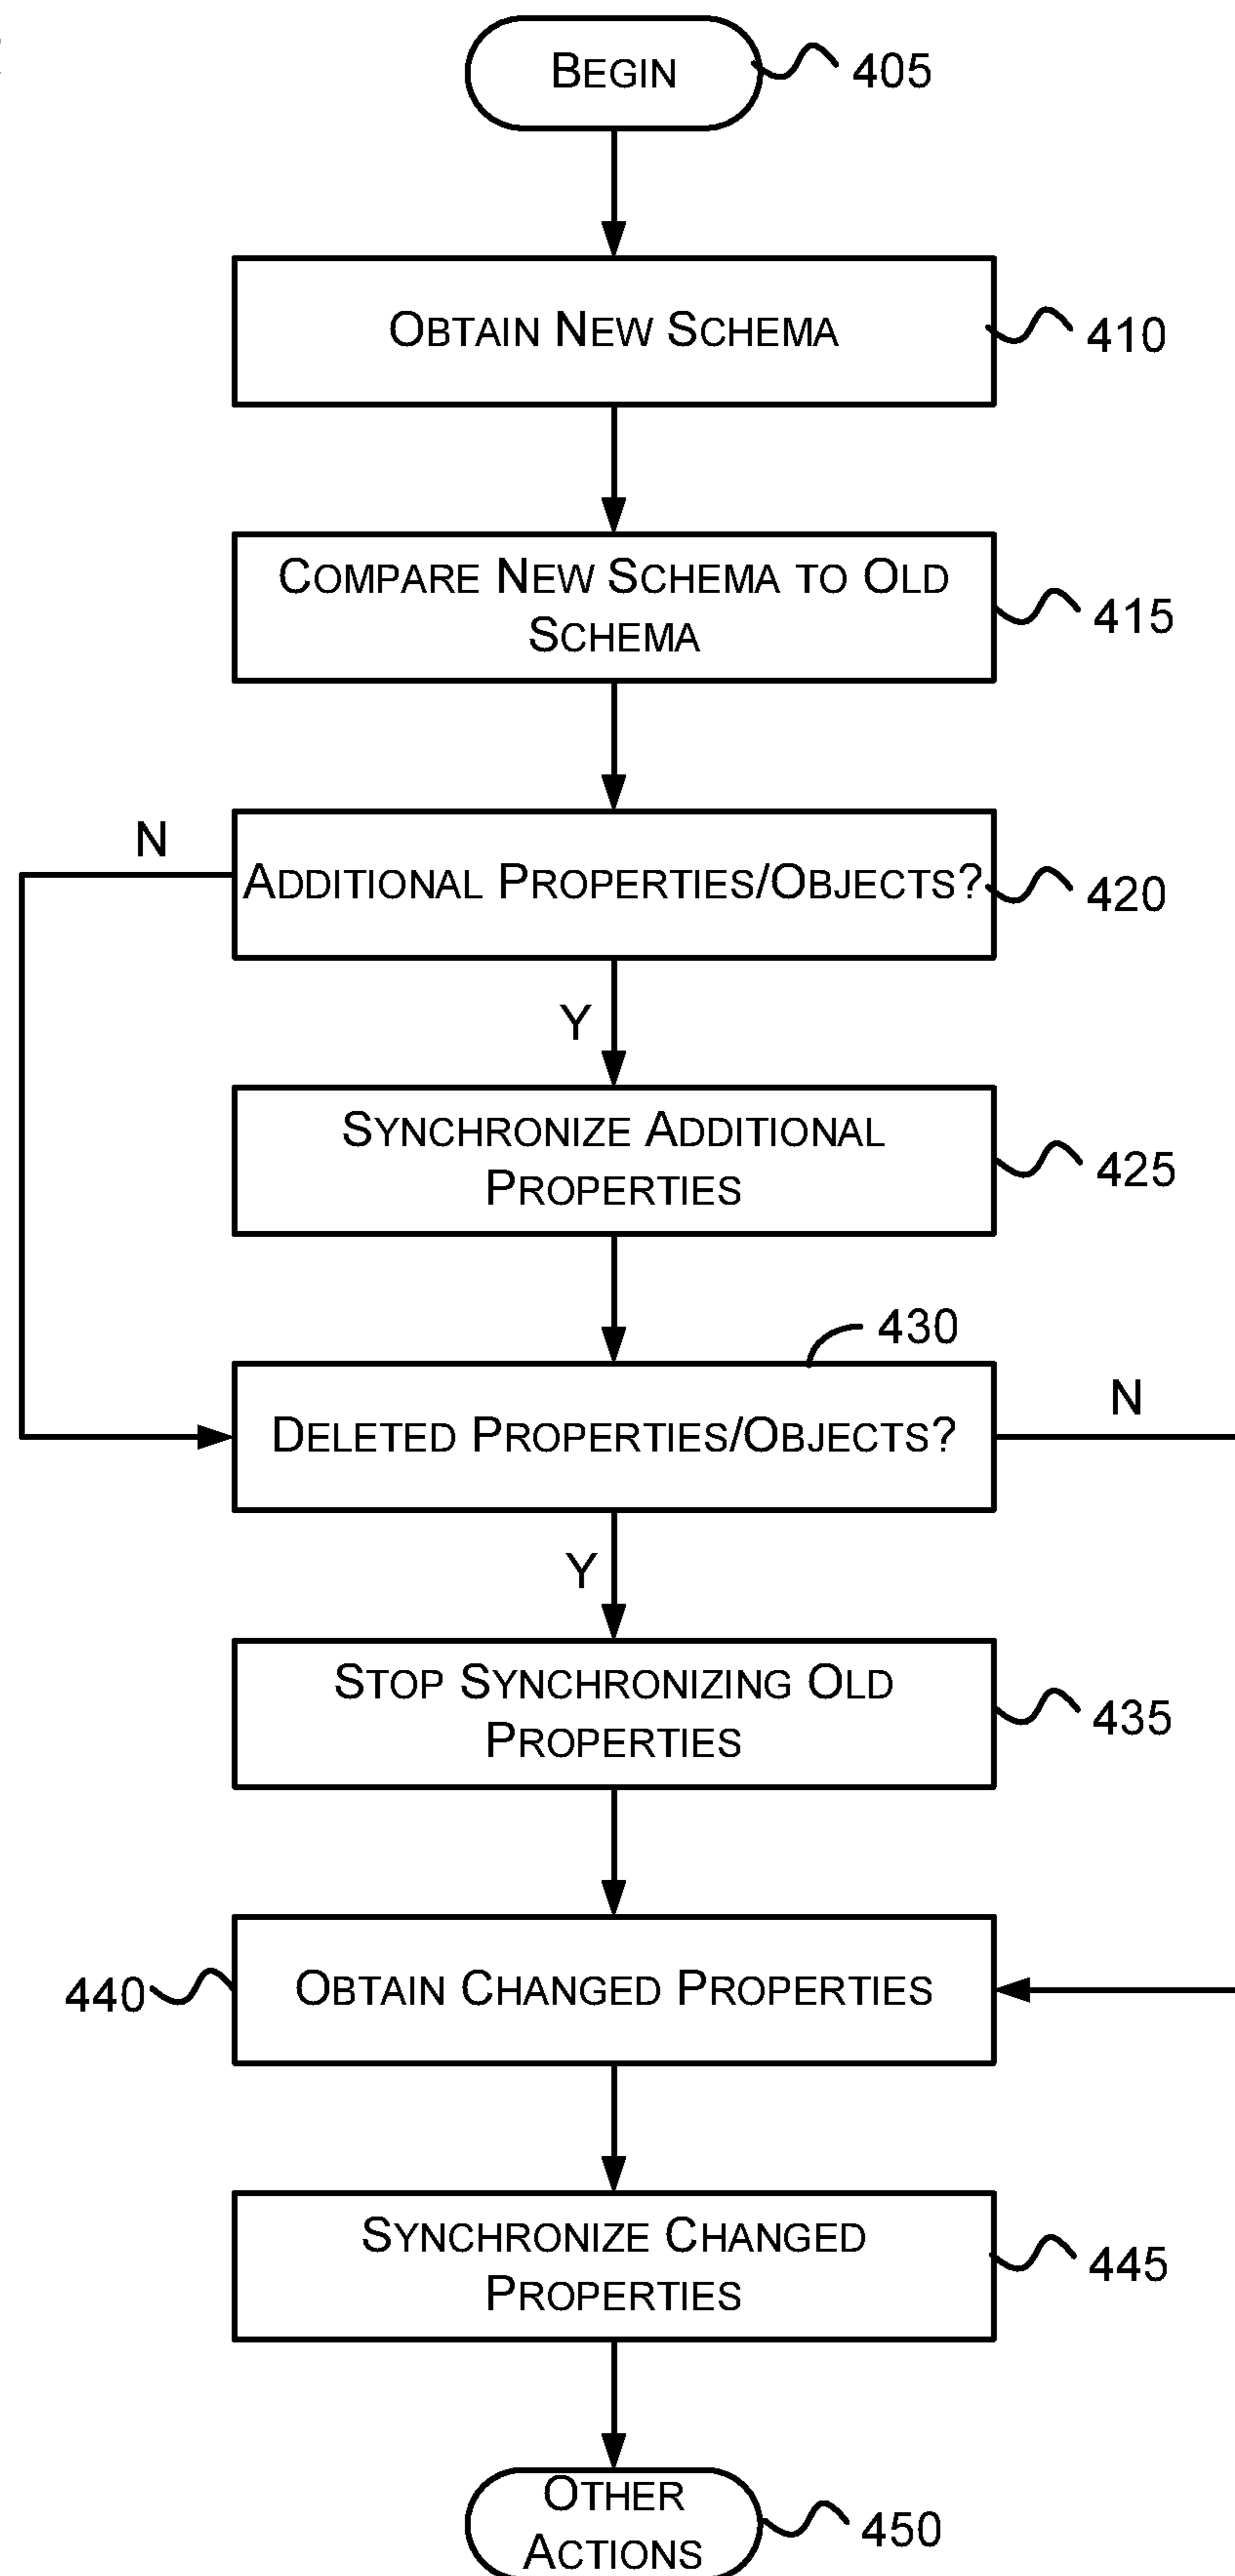 BEGIN
405
OBTAIN NEW SCHEMA
410
COMPARE NEW SCHEMA TO OLD
SCHEMA
415
N
ADDITIONAL PROPERTIES/OBJECTS?
420
Y
SYNCHRONIZE ADDITIONAL
PROPERTIES
425
430
DELETED PROPERTIES/OBJECTS?
N
Y
STOP SYNCHRONIZING OLD
PROPERTIES
435
440
OBTAIN CHANGED PROPERTIES
SYNCHRONIZE CHANGED
PROPERTIES
445
OTHER
ACTIONS
450